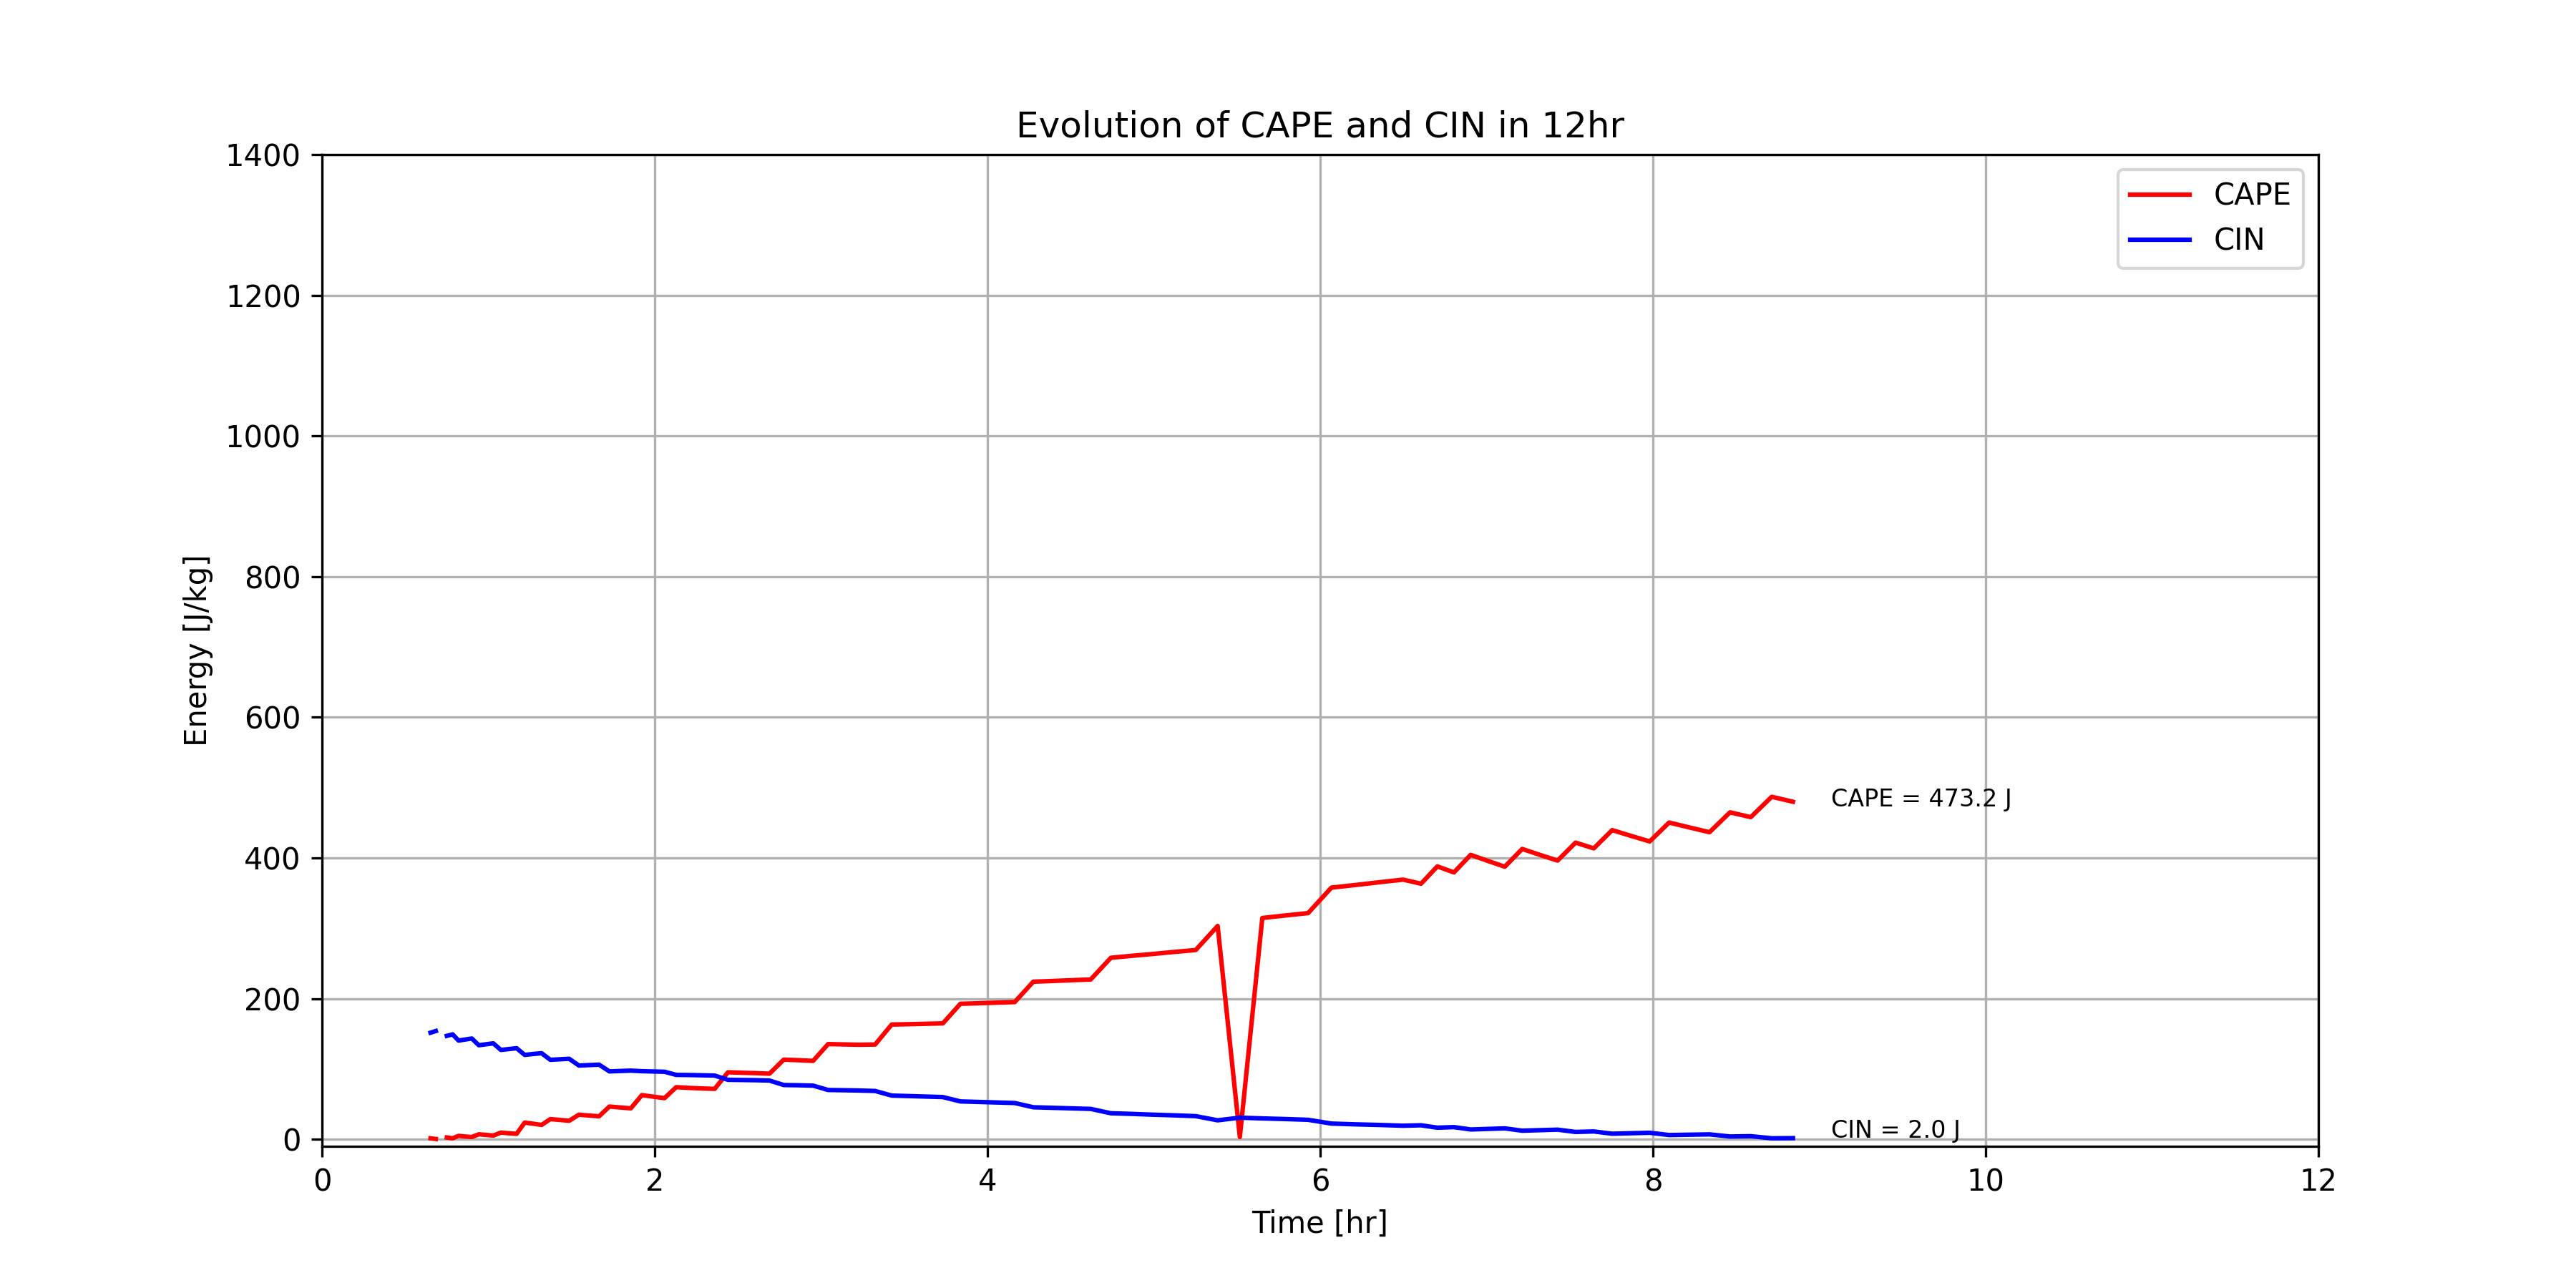 Evolution of CAPE and CIN in 12hr
1400
1200
1000
800
600
400
200
0
Energy [J/kg]
CAPE
CIN
CAPE = 473.2 J
CIN = 2.0 J
0 2 4 6 8 10 12
Time [hr]